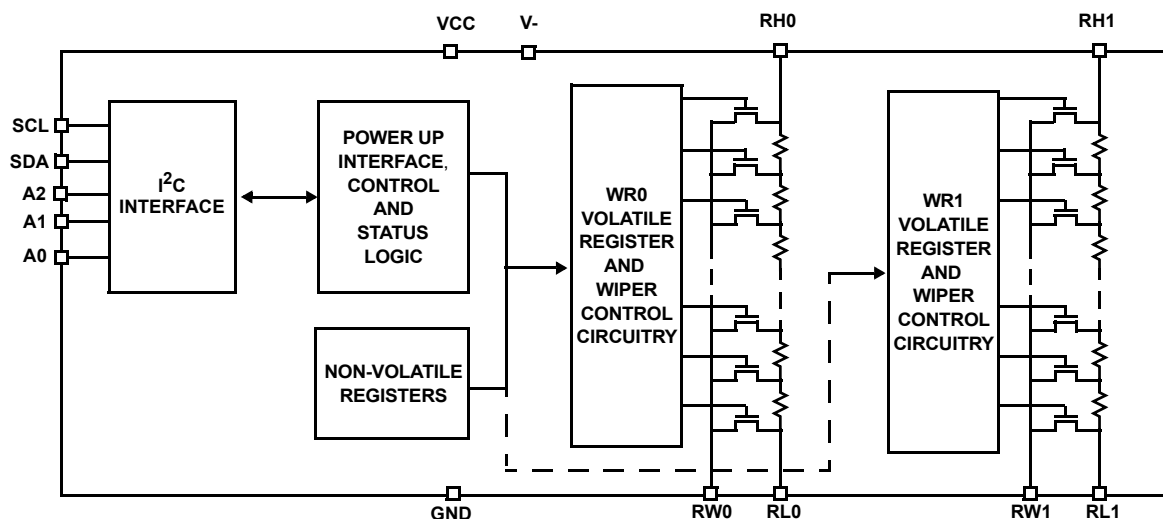 VCC
V-
RH0
RH1
SCL
SDA
A2
A1
A0
I²C
INTERFACE
POWER UP
INTERFACE,
CONTROL
AND
STATUS
LOGIC
NON-VOLATILE
REGISTERS
WR0
VOLATILE
REGISTER
AND
WIPER
CONTROL
CIRCUITRY
WR1
VOLATILE
REGISTER
AND
WIPER
CONTROL
CIRCUITRY
GND
RW0
RL0
RW1
RL1